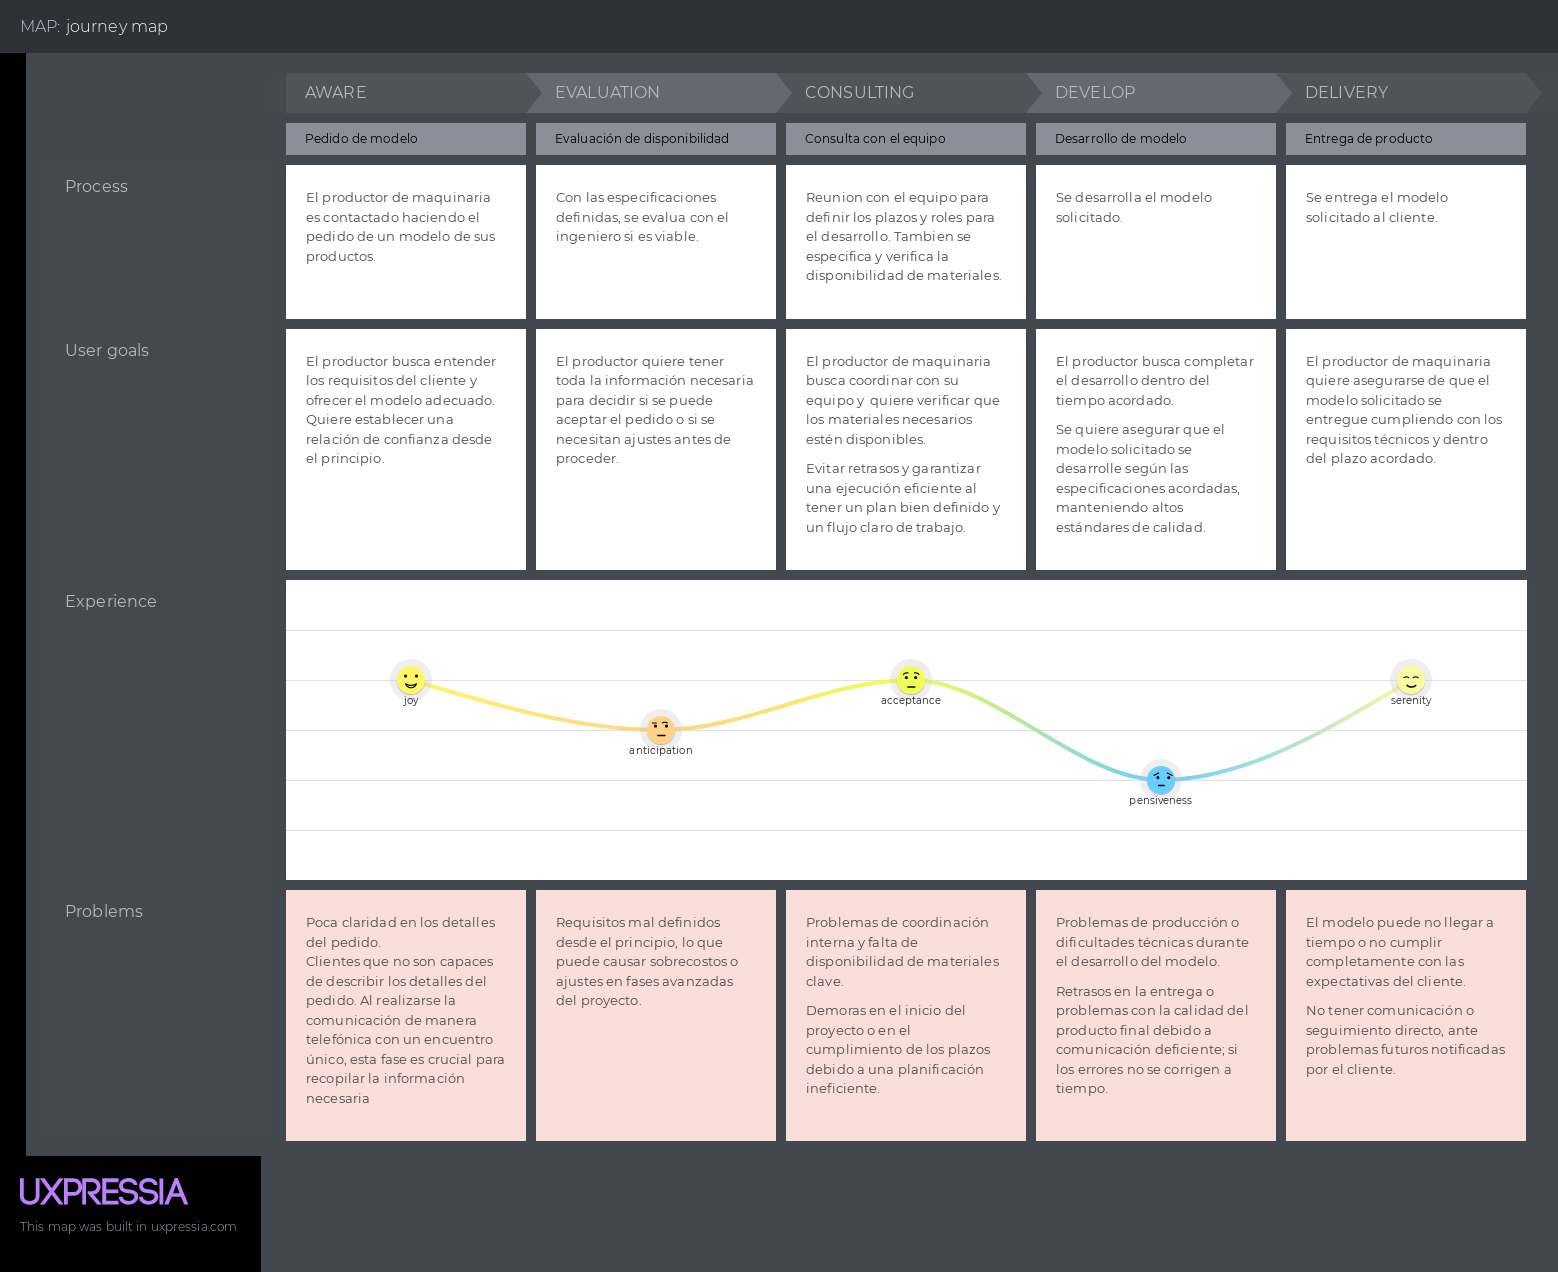 MAP: journey map
AWARE
EVALUATION
CONSULTING
DEVELOP
DELIVERY
Pedido de modelo
Evaluación de disponibilidad
Consulta con el equipo
Desarrollo de modelo
Entrega de producto
Process
El productor de maquinaria
es contactado haciendo el
pedido de un modelo de sus
productos.
Con las especificaciones
definidas, se evalua con el
ingeniero si es viable.
Reunion con el equipo para
definir los plazos y roles para
el desarrollo. Tambien se
especifica y verifica la
disponibilidad de materiales.
Se desarrolla el modelo
solicitado.
Se entrega el modelo
solicitado al cliente.
User goals
El productor busca entender
los requisitos del cliente y
ofrecer el modelo adecuado.
Quiere establecer una
relación de confianza desde
el principio.
El productor quiere tener
toda la información necesaria
para decidir si se puede
aceptar el pedido o si se
necesitan ajustes antes de
proceder.
El productor de maquinaria
busca coordinar con su
equipo y quiere verificar que
los materiales necesarios
estén disponibles.
Evitar retrasos y garantizar
una ejecución eficiente al
tener un plan bien definido y
un flujo claro de trabajo.
El productor busca completar
el desarrollo dentro del
tiempo acordado.
Se quiere asegurar que el
modelo solicitado se
desarrolle según las
especificaciones acordadas,
manteniendo altos
estándares de calidad.
El productor de maquinaria
quiere asegurarse de que el
modelo solicitado se
entregue cumpliendo con los
requisitos técnicos y dentro
del plazo acordado.
Experience
joy
anticipation
acceptance
pensiveness
serenity
Problems
Poca claridad en los detalles
del pedido.
Clientes que no son capaces
de describir los detalles del
pedido. Al realizarse la
comunicación de manera
telefónica con un encuentro
único, esta fase es crucial para
recopilar la información
necesaria
Requisitos mal definidos
desde el principio, lo que
puede causar sobrecostos o
ajustes en fases avanzadas
del proyecto.
Problemas de coordinación
interna y falta de
disponibilidad de materiales
clave.
Demoras en el inicio del
proyecto o en el
cumplimiento de los plazos
debido a una planificación
ineficiente.
Problemas de producción o
dificultades técnicas durante
el desarrollo del modelo.
Retrasos en la entrega o
problemas con la calidad del
producto final debido a
comunicación deficiente; si
los errores no se corrigen a
tiempo.
El modelo puede no llegar a
tiempo o no cumplir
completamente con las
expectativas del cliente.
No tener comunicación o
seguimiento directo, ante
problemas futuros notificadas
por el cliente.
UXPRESSIA
This map was built in uxpressia.com